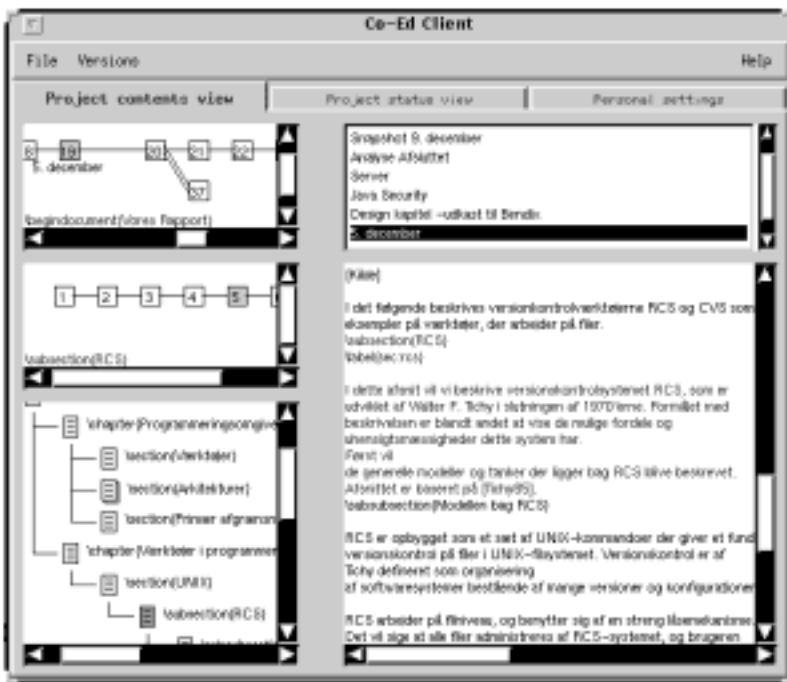 Co-Ed Client
File Versions Help
Project contents view
Project status view
Personal settings
8 19 20 21 22
5. december
37
\begindocument(Vores Rapport)
1 2 3 4 5
\subsection(RCS)
\chapter(Programmeringsomgive
\section(Værktøjer)
\section(Arkitekturer)
\section(Primær afgræns
\chapter(Værktøjer i programmer
\section(UNIX)
\subsection(RCS)
Snapshot 9. december
Analyse Afsluttet
Server
Java Security
Design kapitel -udkast til Bendix
5. december
I det følgende beskrives versionkontrolværktøjerne RCS og CVS som
eksempler på værktøjer, der arbejder på filer.
\subsection(RCS)
\label(sec:rcs)
I dette afsnit vil vi beskrive versionskontrolsystemet RCS, som er
udviklet af Walter F. Tichy i slutningen af 1970'erne. Formålet med
beskrivelsen er blandt andet at vise de mulige fordele og
uhensigtsmæssigheder dette system har.
Først vil
de generelle modeller og tanker der ligger bag RCS blive beskrevet.
Afsnittet er baseret på [Tichy85].
\subsubsection(Modellen bag RCS)
RCS er opbygget som et sæt af UNIX-kommandoer der giver et fund
versionskontrol på filer i UNIX-filsystemet. Versionskontrol er af
Tichy defineret som organisering
af softwaresystemer bestående af mange versioner og konfigurationer
RCS arbejder på filniveau, og benytter sig af en streng låsemekanisme.
Det vil sige at alle filer administreres af RCS-systemet, og brugeren